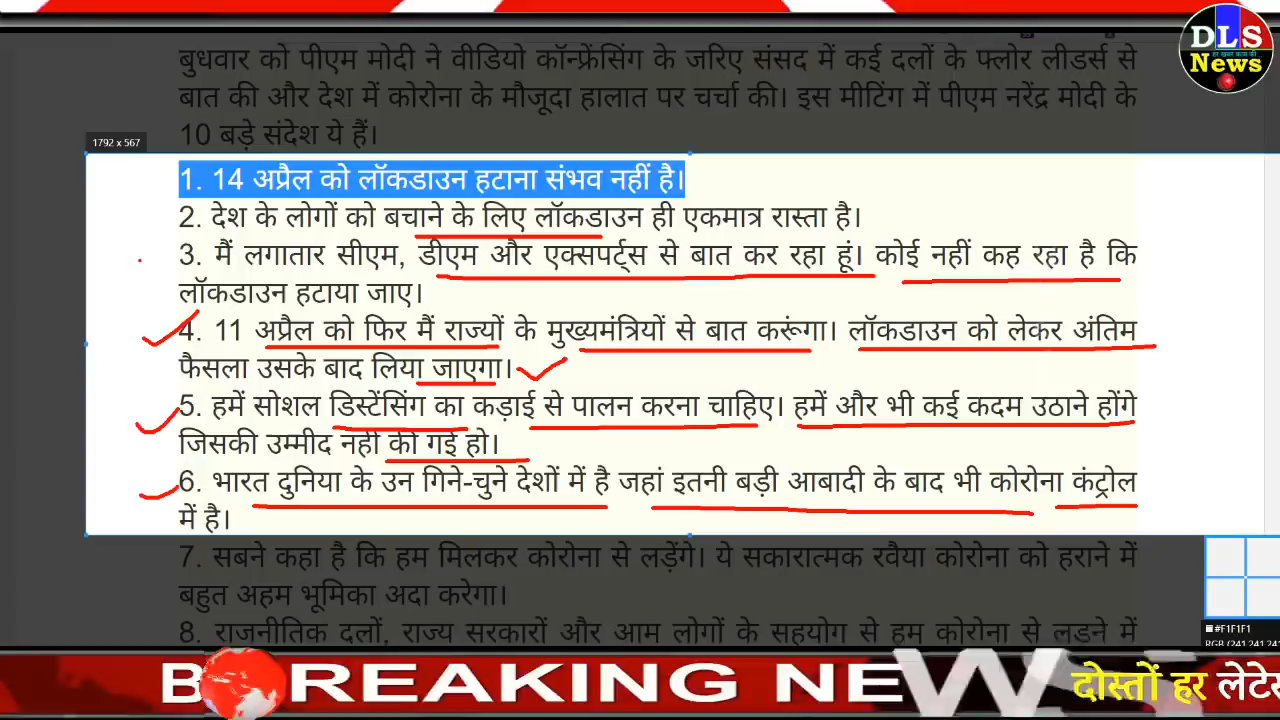 DLS
News
बुधवार को पीएम मोदी ने वीडियो कॉन्फ्रेंसिंग के जरिए संसद में कई दलों के फ्लोर लीडर्स से
बात की और देश में कोरोना के मौजूदा हालात पर चर्चा की। इस मीटिंग में पीएम नरेंद्र मोदी के
10 बड़े संदेश ये हैं।
1792 x 567
1. 14 अप्रैल को लॉकडाउन हटाना संभव नहीं है।
2. देश के लोगों को बचाने के लिए लॉकडाउन ही एकमात्र रास्ता है।
3. मैं लगातार सीएम, डीएम और एक्सपर्ट्स से बात कर रहा हूं। कोई नहीं कह रहा है कि
लॉकडाउन हटाया जाए।
4. 11 अप्रैल को फिर मैं राज्यों के मुख्यमंत्रियों से बात करूंगा। लॉकडाउन को लेकर अंतिम
फैसला उसके बाद लिया जाएगा।
5. हमें सोशल डिस्टेंसिंग का कड़ाई से पालन करना चाहिए। हमें और भी कई कदम उठाने होंगे
जिसकी उम्मीद नहीं की गई हो।
6. भारत दुनिया के उन गिने-चुने देशों में है जहां इतनी बड़ी आबादी के बाद भी कोरोना कंट्रोल
में है।
7. सबने कहा है कि हम मिलकर कोरोना से लड़ेंगे। ये सकारात्मक रवैया कोरोना को हराने में
बहुत अहम भूमिका अदा करेगा।
8. राजनीतिक दलों, राज्य सरकारों और आम लोगों के सहयोग से हम कोरोना से लड़ने में
#F1F1F1
RGB (241,241,241
BREAKING NEW
दोस्तों हर लेटेस